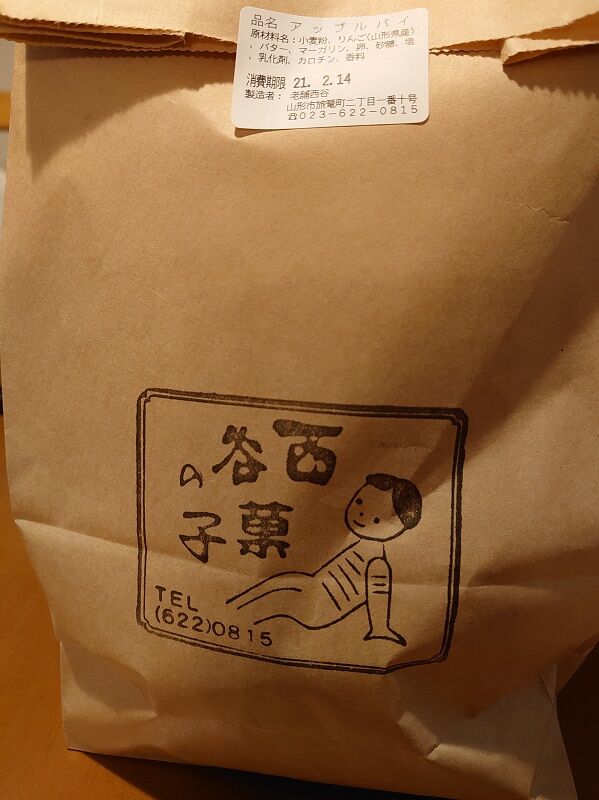 品名 アップルパイ
原材料名：小麦粉、りんご(山形県産)
、バター、マーガリン、卵、砂糖、塩
、乳化剤、カロチン、香料
消費期限 21. 2.14
製造者： 老舗西谷
山形市旅篭町二丁目一番十号
☎023-622-0815
西谷の
菓子
TEL
(622)0815